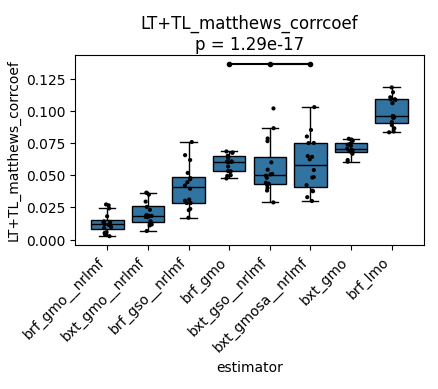 LT+TL_matthews_corrcoef
p = 1.29e-17
LT+TL_matthews_corrcoef
0.125
0.100
0.075
0.050
0.025
0.000
brf_gmo__nrlmf
bxt_gmo__nrlmf
brf_gso__nrlmf
brf_gmo
bxt_gso__nrlmf
bxt_gmosa__nrlmf
bxt_gmo
brf_lmo
estimator